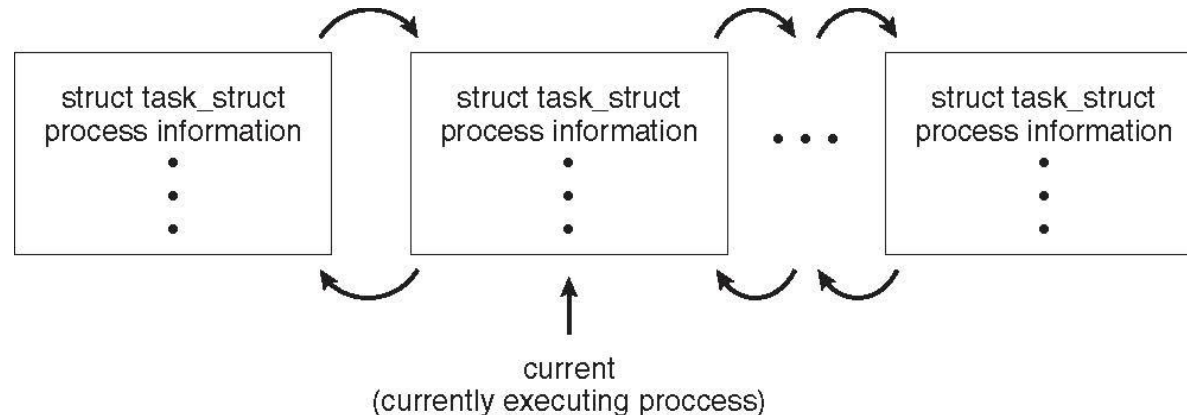 struct task_struct
process information
struct task_struct
process information
struct task_struct
process information
current
(currently executing proccess)